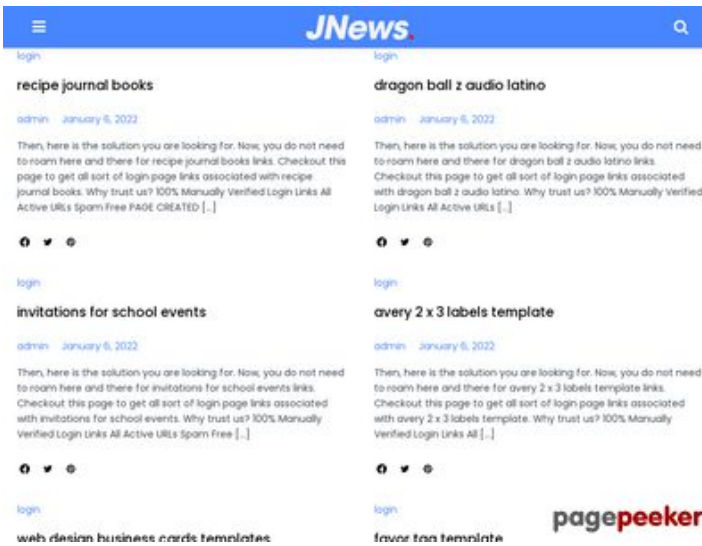 JNews.
login
recipe journal books
admin January 6, 2022
Then, here is the solution you are looking for. Now, you do not need
to roam here and there for recipe journal books links. Checkout this
page to get all sort of login page links associated with recipe
journal books. Why trust us? 100% Manually Verified Login Links All
Active URLs Spam Free PAGE CREATED [...]
login
dragon ball z audio latino
admin January 6, 2022
Then, here is the solution you are looking for. Now, you do not need
to roam here and there for dragon ball z audio latino links.
Checkout this page to get all sort of login page links associated
with dragon ball z audio latino. Why trust us? 100% Manually Verified
Login Links All Active URLs [...]
login
invitations for school events
admin January 6, 2022
Then, here is the solution you are looking for. Now, you do not need
to roam here and there for invitations for school events links.
Checkout this page to get all sort of login page links associated
with invitations for school events. Why trust us? 100% Manually
Verified Login Links All Active URLs Spam Free [...]
login
avery 2 x 3 labels template
admin January 6, 2022
Then, here is the solution you are looking for. Now, you do not need
to roam here and there for avery 2 x 3 labels template links.
Checkout this page to get all sort of login page links associated
with avery 2 x 3 labels template. Why trust us? 100% Manually
Verified Login Links All [...]
login
web design business cards templates
login
favor tag template
pagepeeker